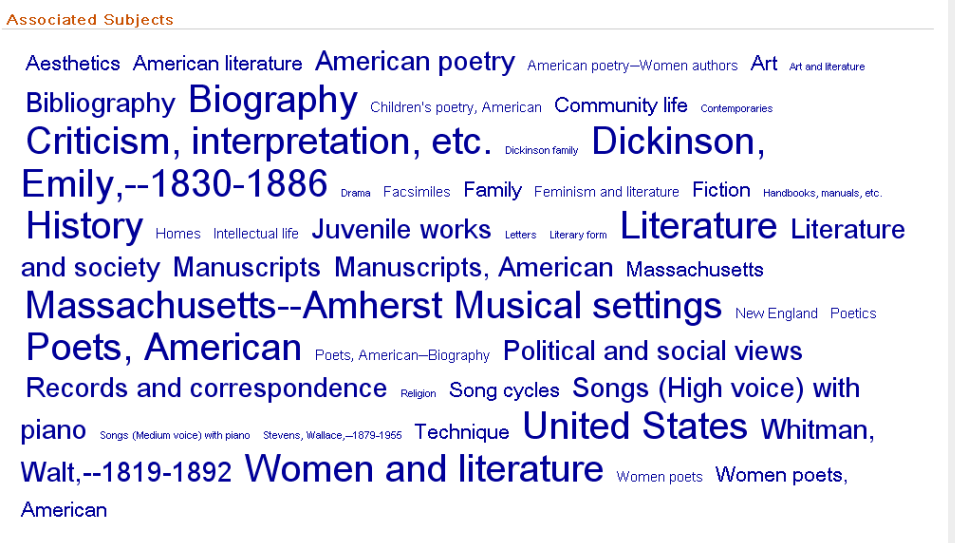 Associated Subjects
Aesthetics American literature American poetry American poetry—Women authors Art Art and literature
Bibliography Biography Children's poetry, American Community life Contemporaries
Criticism, interpretation, etc. Dickinson family Dickinson,
Emily,--1830-1886 Drama Facsimiles Family Feminism and literature Fiction Handbooks, manuals, etc.
History Homes Intellectual life Juvenile works Letters Literary form Literature Literature
and society Manuscripts Manuscripts, American Massachusetts
Massachusetts--Amherst Musical settings New England Poetics
Poets, American Poets, American—Biography Political and social views
Records and correspondence Religion Song cycles Songs (High voice) with
piano Songs (Medium voice) with piano Stevens, Wallace,—1879-1955 Technique United States Whitman,
Walt,--1819-1892 Women and literature Women poets Women poets,
American